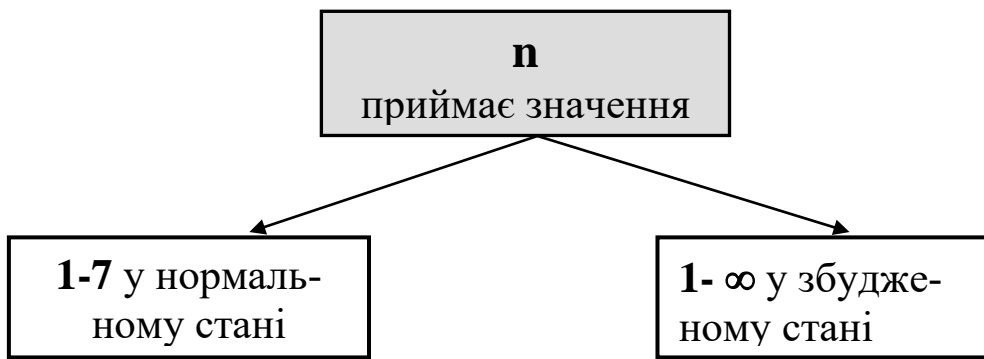 n
приймає значення
1-7 у нормаль-
ному стані
1- ∞ у збудже-
ному стані